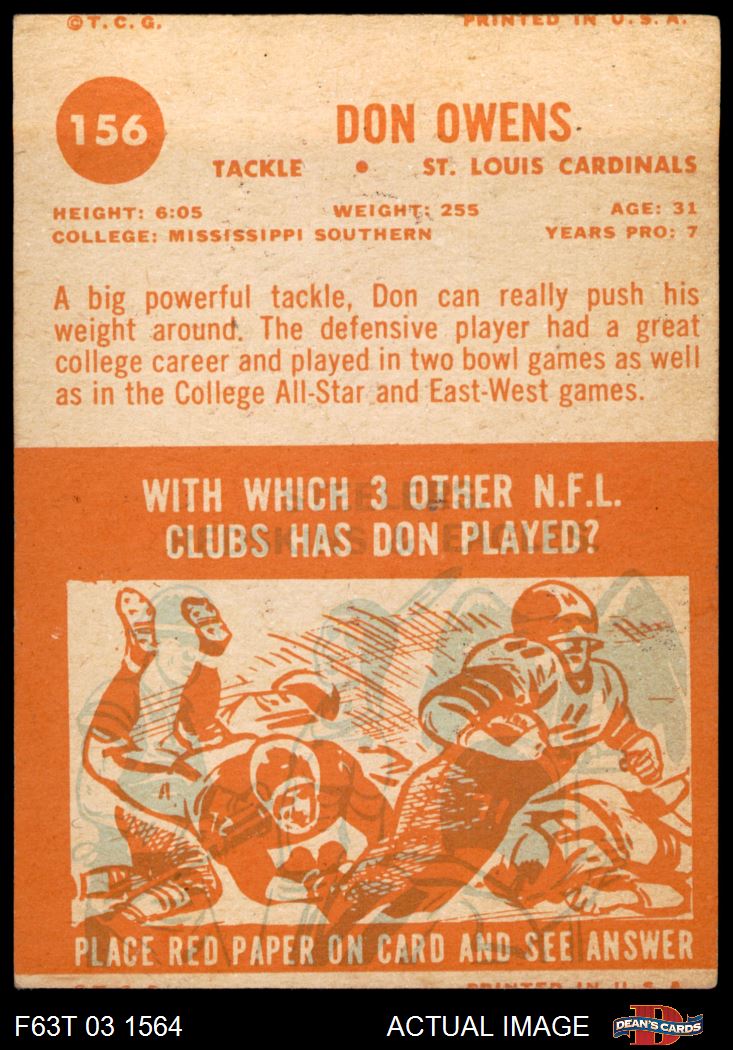 ©T.C.G. PRINTED IN U.S.A.
156
DON OWENS
TACKLE • ST. LOUIS CARDINALS
HEIGHT: 6:05 WEIGHT: 255 AGE: 31
COLLEGE: MISSISSIPPI SOUTHERN YEARS PRO: 7
A big powerful tackle, Don can really push his
weight around. The defensive player had a great
college career and played in two bowl games as well
as in the College All-Star and East-West games.
WITH WHICH 3 OTHER N.F.L.
CLUBS HAS DON PLAYED?
PLACE RED PAPER ON CARD AND SEE ANSWER
PRINTED IN U.S.A
F63T 03 1564 ACTUAL IMAGE DEAN'S CARDS